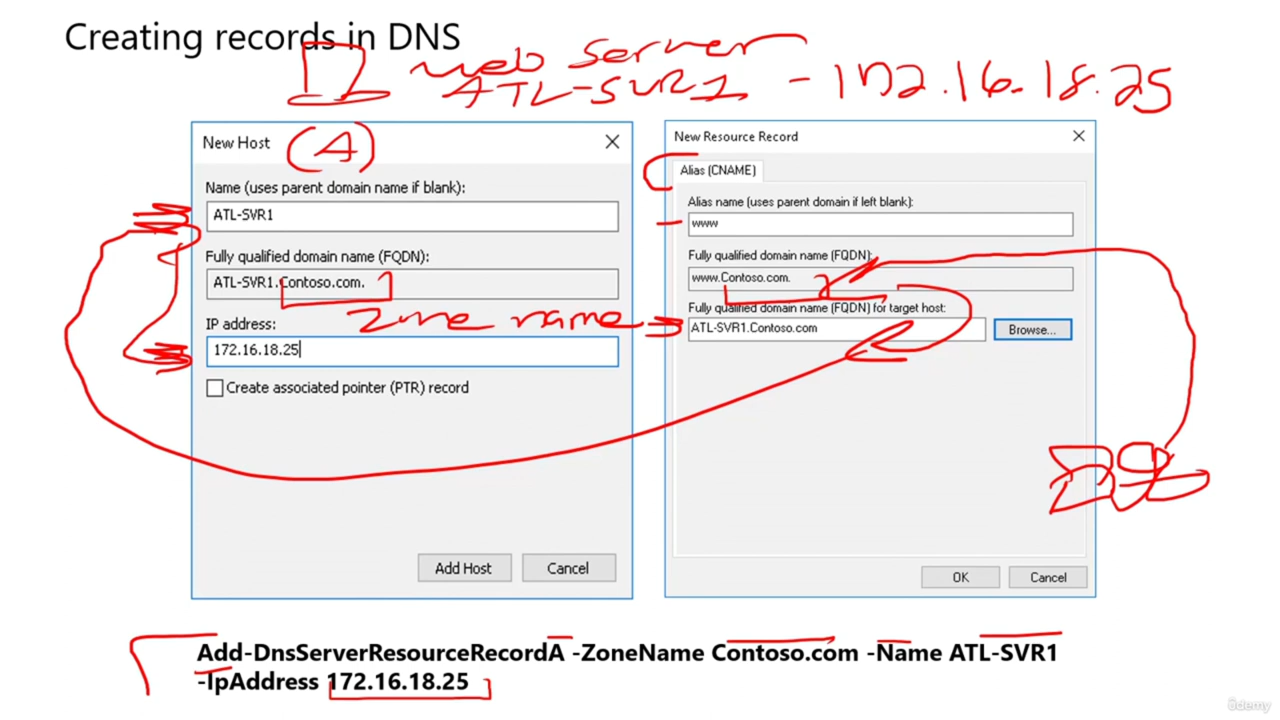 Creating records in DNS
web server
ATL-SVR1 - 172.16.18.25
New Host
(A)
Name (uses parent domain name if blank):
ATL-SVR1
Fully qualified domain name (FQDN):
ATL-SVR1.Contoso.com.
zone name
IP address:
172.16.18.25
Create associated pointer (PTR) record
Add Host
Cancel
New Resource Record
Alias (CNAME)
Alias name (uses parent domain if left blank):
www
Fully qualified domain name (FQDN):
www.Contoso.com.
Fully qualified domain name (FQDN) for target host:
ATL-SVR1.Contoso.com
Browse...
OK
Cancel
Add-DnsServerResourceRecordA -ZoneName Contoso.com -Name ATL-SVR1
-IpAddress 172.16.18.25
ûdemy